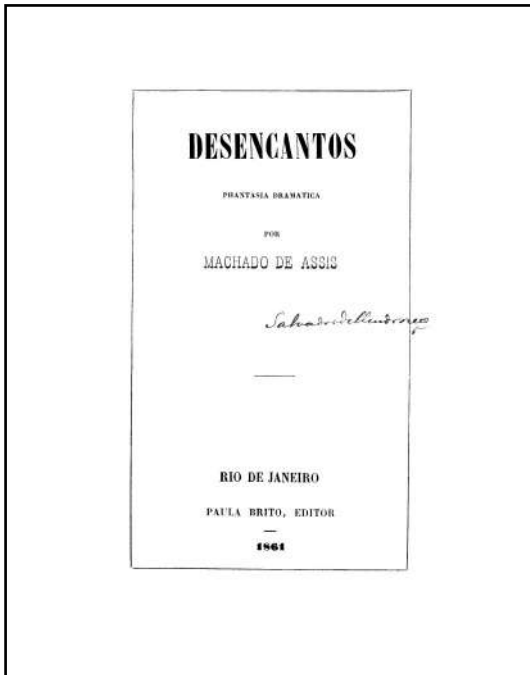 DESENCANTOS
PHANTASIA DRAMATICA
POR
MACHADO DE ASSIS
RIO DE JANEIRO
PAULA BRITO, EDITOR
1861